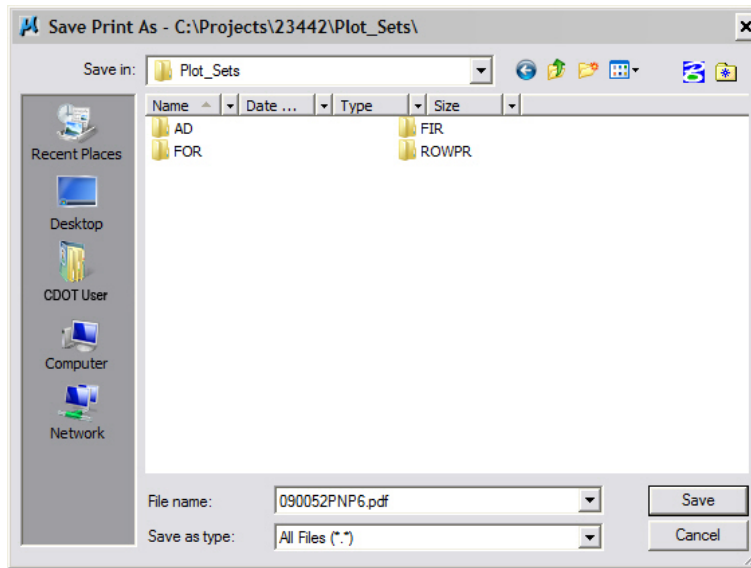 Save Print As - C:\Projects\23442\Plot_Sets\
Save in: Plot_Sets
Name Date ... Type Size
AD FIR
FOR ROWPR
Recent Places
Desktop
CDOT User
Computer
Network
File name: 090052PNP6.pdf Save
Save as type: All Files (*.*) Cancel